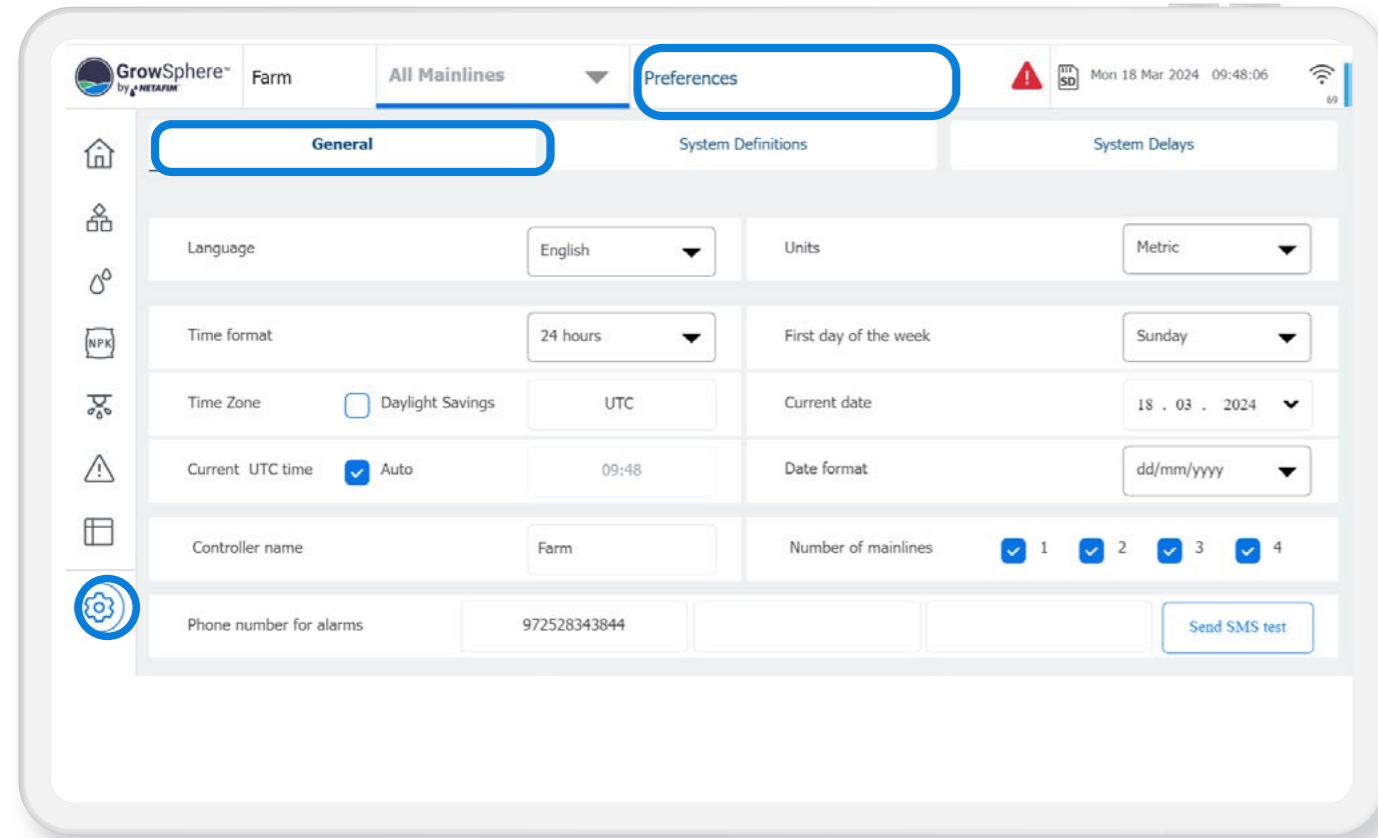 GrowSphere™
by NETAFIM™
Farm
All Mainlines
Preferences
SD
Mon 18 Mar 2024 09:48:06
69
General
System Definitions
System Delays
Language
English
Units
Metric
Time format
24 hours
First day of the week
Sunday
Time Zone
Daylight Savings
UTC
Current date
18 . 03 . 2024
Current UTC time
Auto
09:48
Date format
dd/mm/yyyy
NPK
Controller name
Farm
Number of mainlines
1
2
3
4
Phone number for alarms
972528343844
Send SMS test